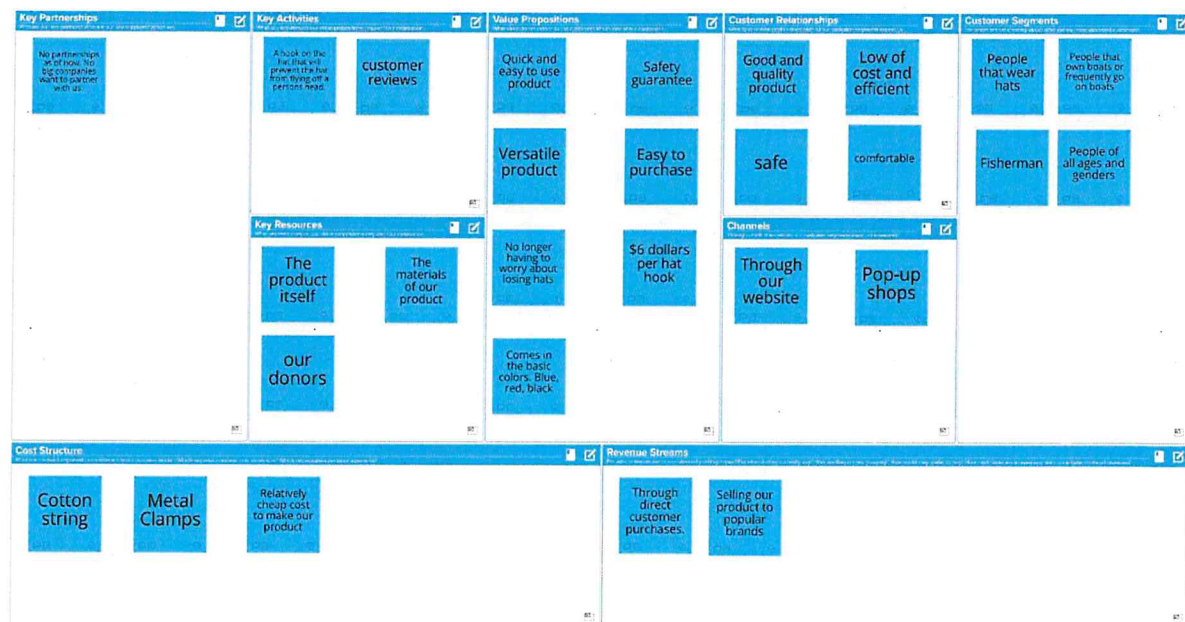 Key Partnerships
No partnerships
as of now. No
big companies
want to partner
with us.
Key Activities
A hook on the
hat that will
prevent the hat
from flying off a
persons head.
customer
reviews
Key Resources
The
product
itself
The
materials
of our
product
our
donors
Value Propositions
Quick and
easy to use
product
Safety
guarantee
Versatile
product
Easy to
purchase
No longer
having to
worry about
losing hats
$6 dollars
per hat
hook
Comes in
the basic
colors. Blue,
red, black
Customer Relationships
Good and
quality
product
Low of
cost and
efficient
safe
comfortable
Channels
Through
our
website
Pop-up
shops
Customer Segments
People
that wear
hats
People that
own boats or
frequently go
on boats
Fisherman
People of
all ages and
genders
Cost Structure
Cotton
string
Metal
Clamps
Relatively
cheap cost
to make our
product
Revenue Streams
Through
direct
customer
purchases.
Selling our
product to
popular
brands